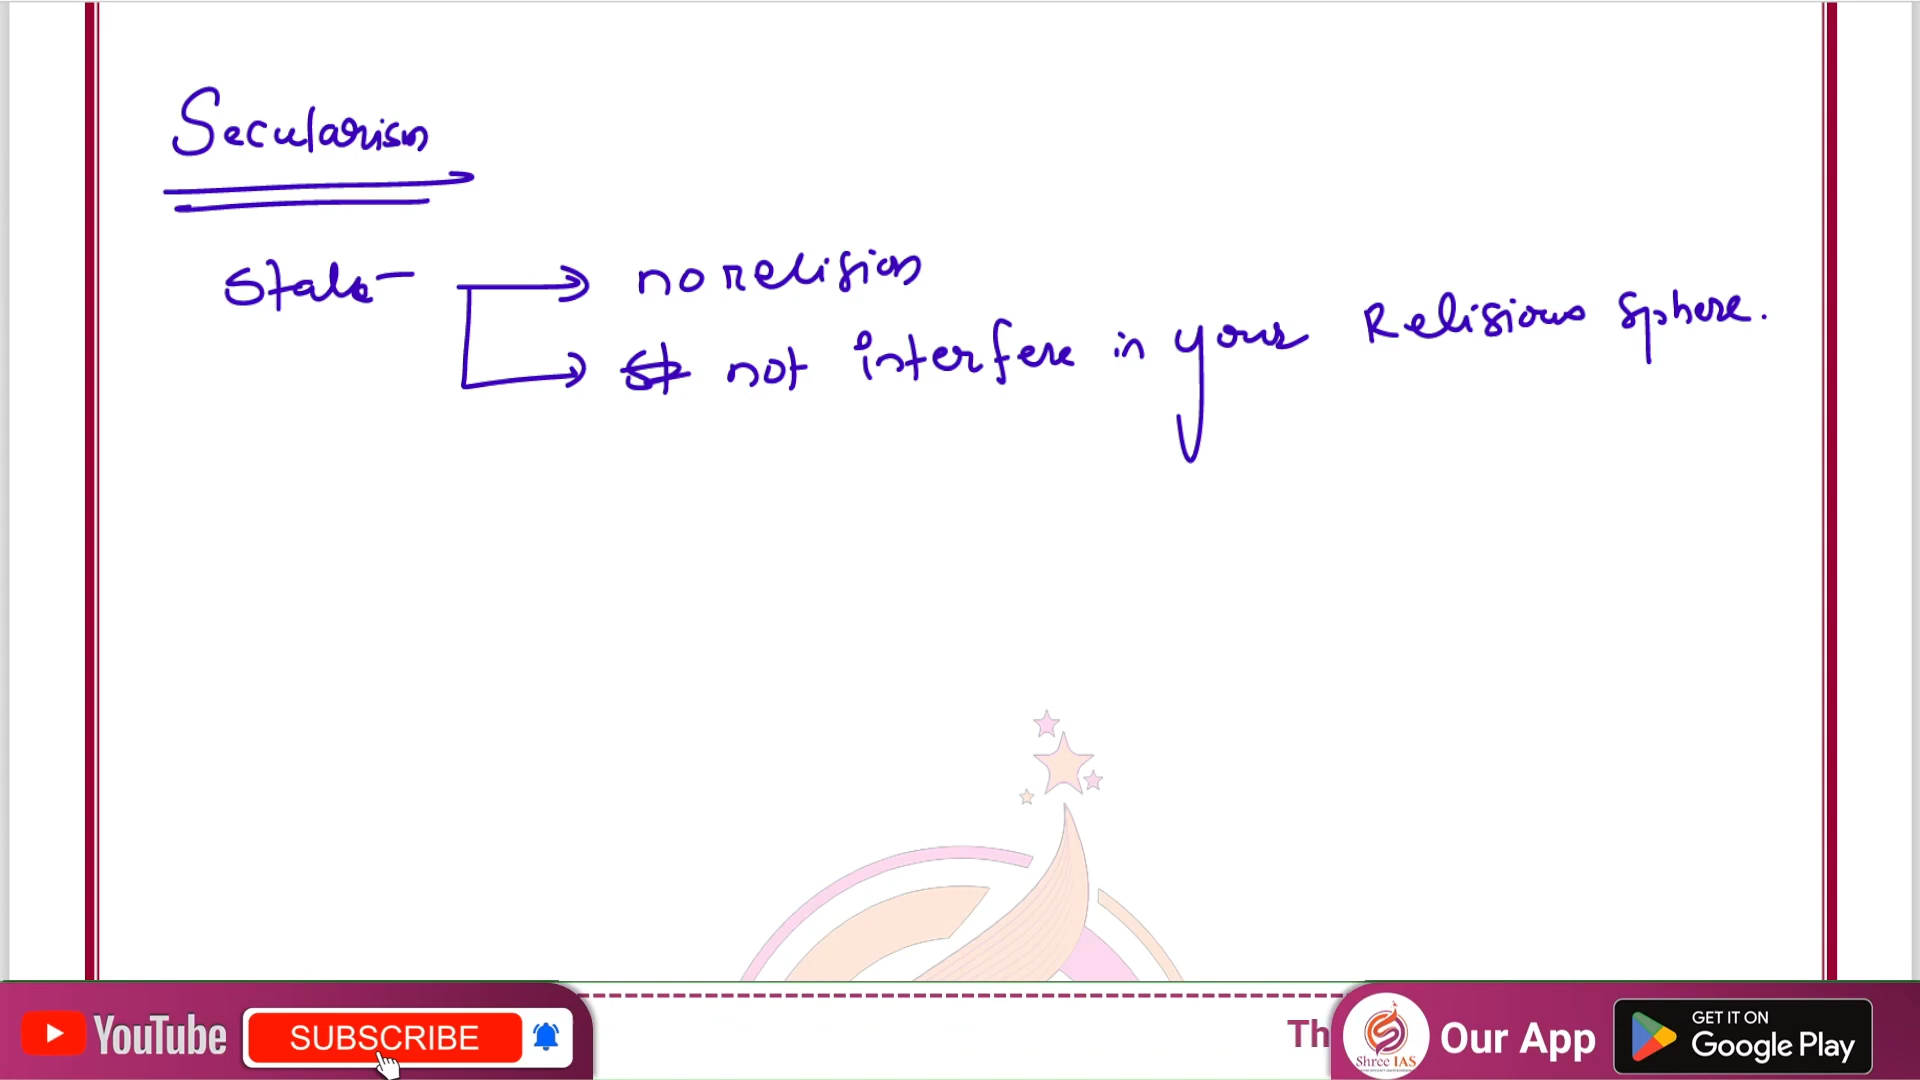 Secularism
State - → no religion
→ not interfere in your Religious Sphere.
YouTube SUBSCRIBE
Th
Shree IAS
Our App
GET IT ON
Google Play